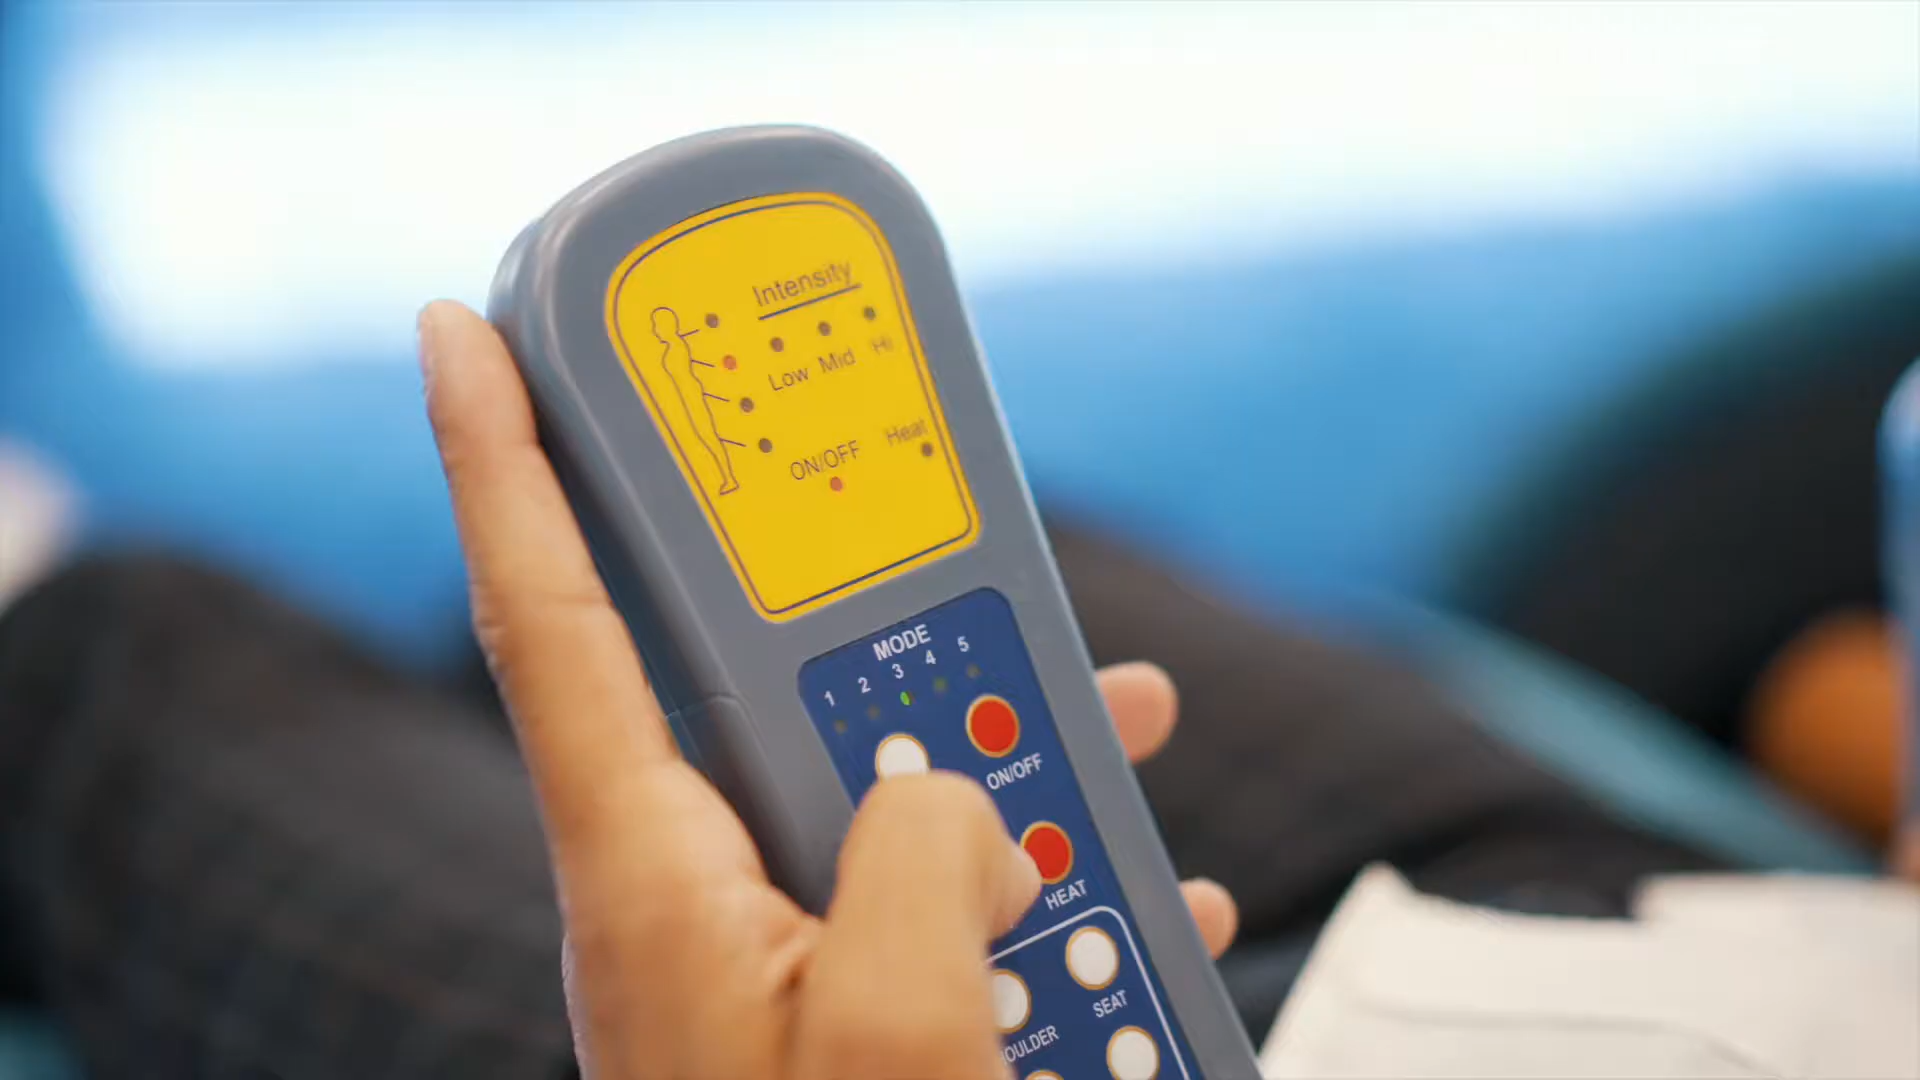 Intensity
Low Mid Hi
Heat
ON/OFF
MODE
1 2 3 4 5
ON/OFF
HEAT
SEAT
OULDER